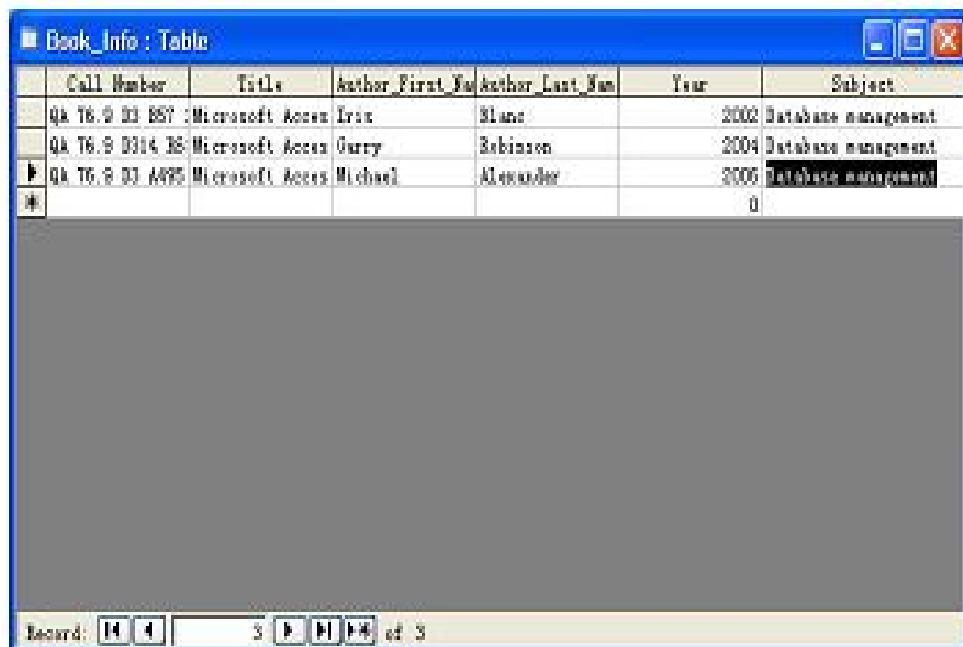 Book_Info : Table
Call Number Title Author_First_Na Author_Last_Nam Year Subject
QA 76.9 D3 B57 Microsoft Acces Iris Blanc 2002 Database management
QA 76.9 D314 Microsoft Acces Garry Robinson 2004 Database management
QA 76.9 D3 A495 Microsoft Acces Michael Alexander 2006 Database management
0
Record: 3 of 3